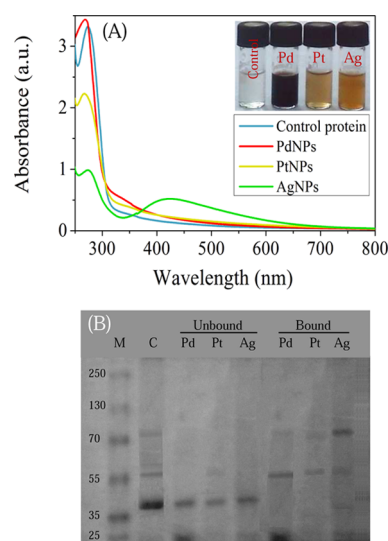 (A)
Control
Pd
Pt
Ag
Control protein
PdNPs
PtNPs
AgNPs
Absorbance (a.u.)
3
2
1
0
300
400
500
600
700
800
Wavelength (nm)
(B)
Unbound
Bound
M
C
Pd
Pt
Ag
Pd
Pt
Ag
250
130
70
55
35
25